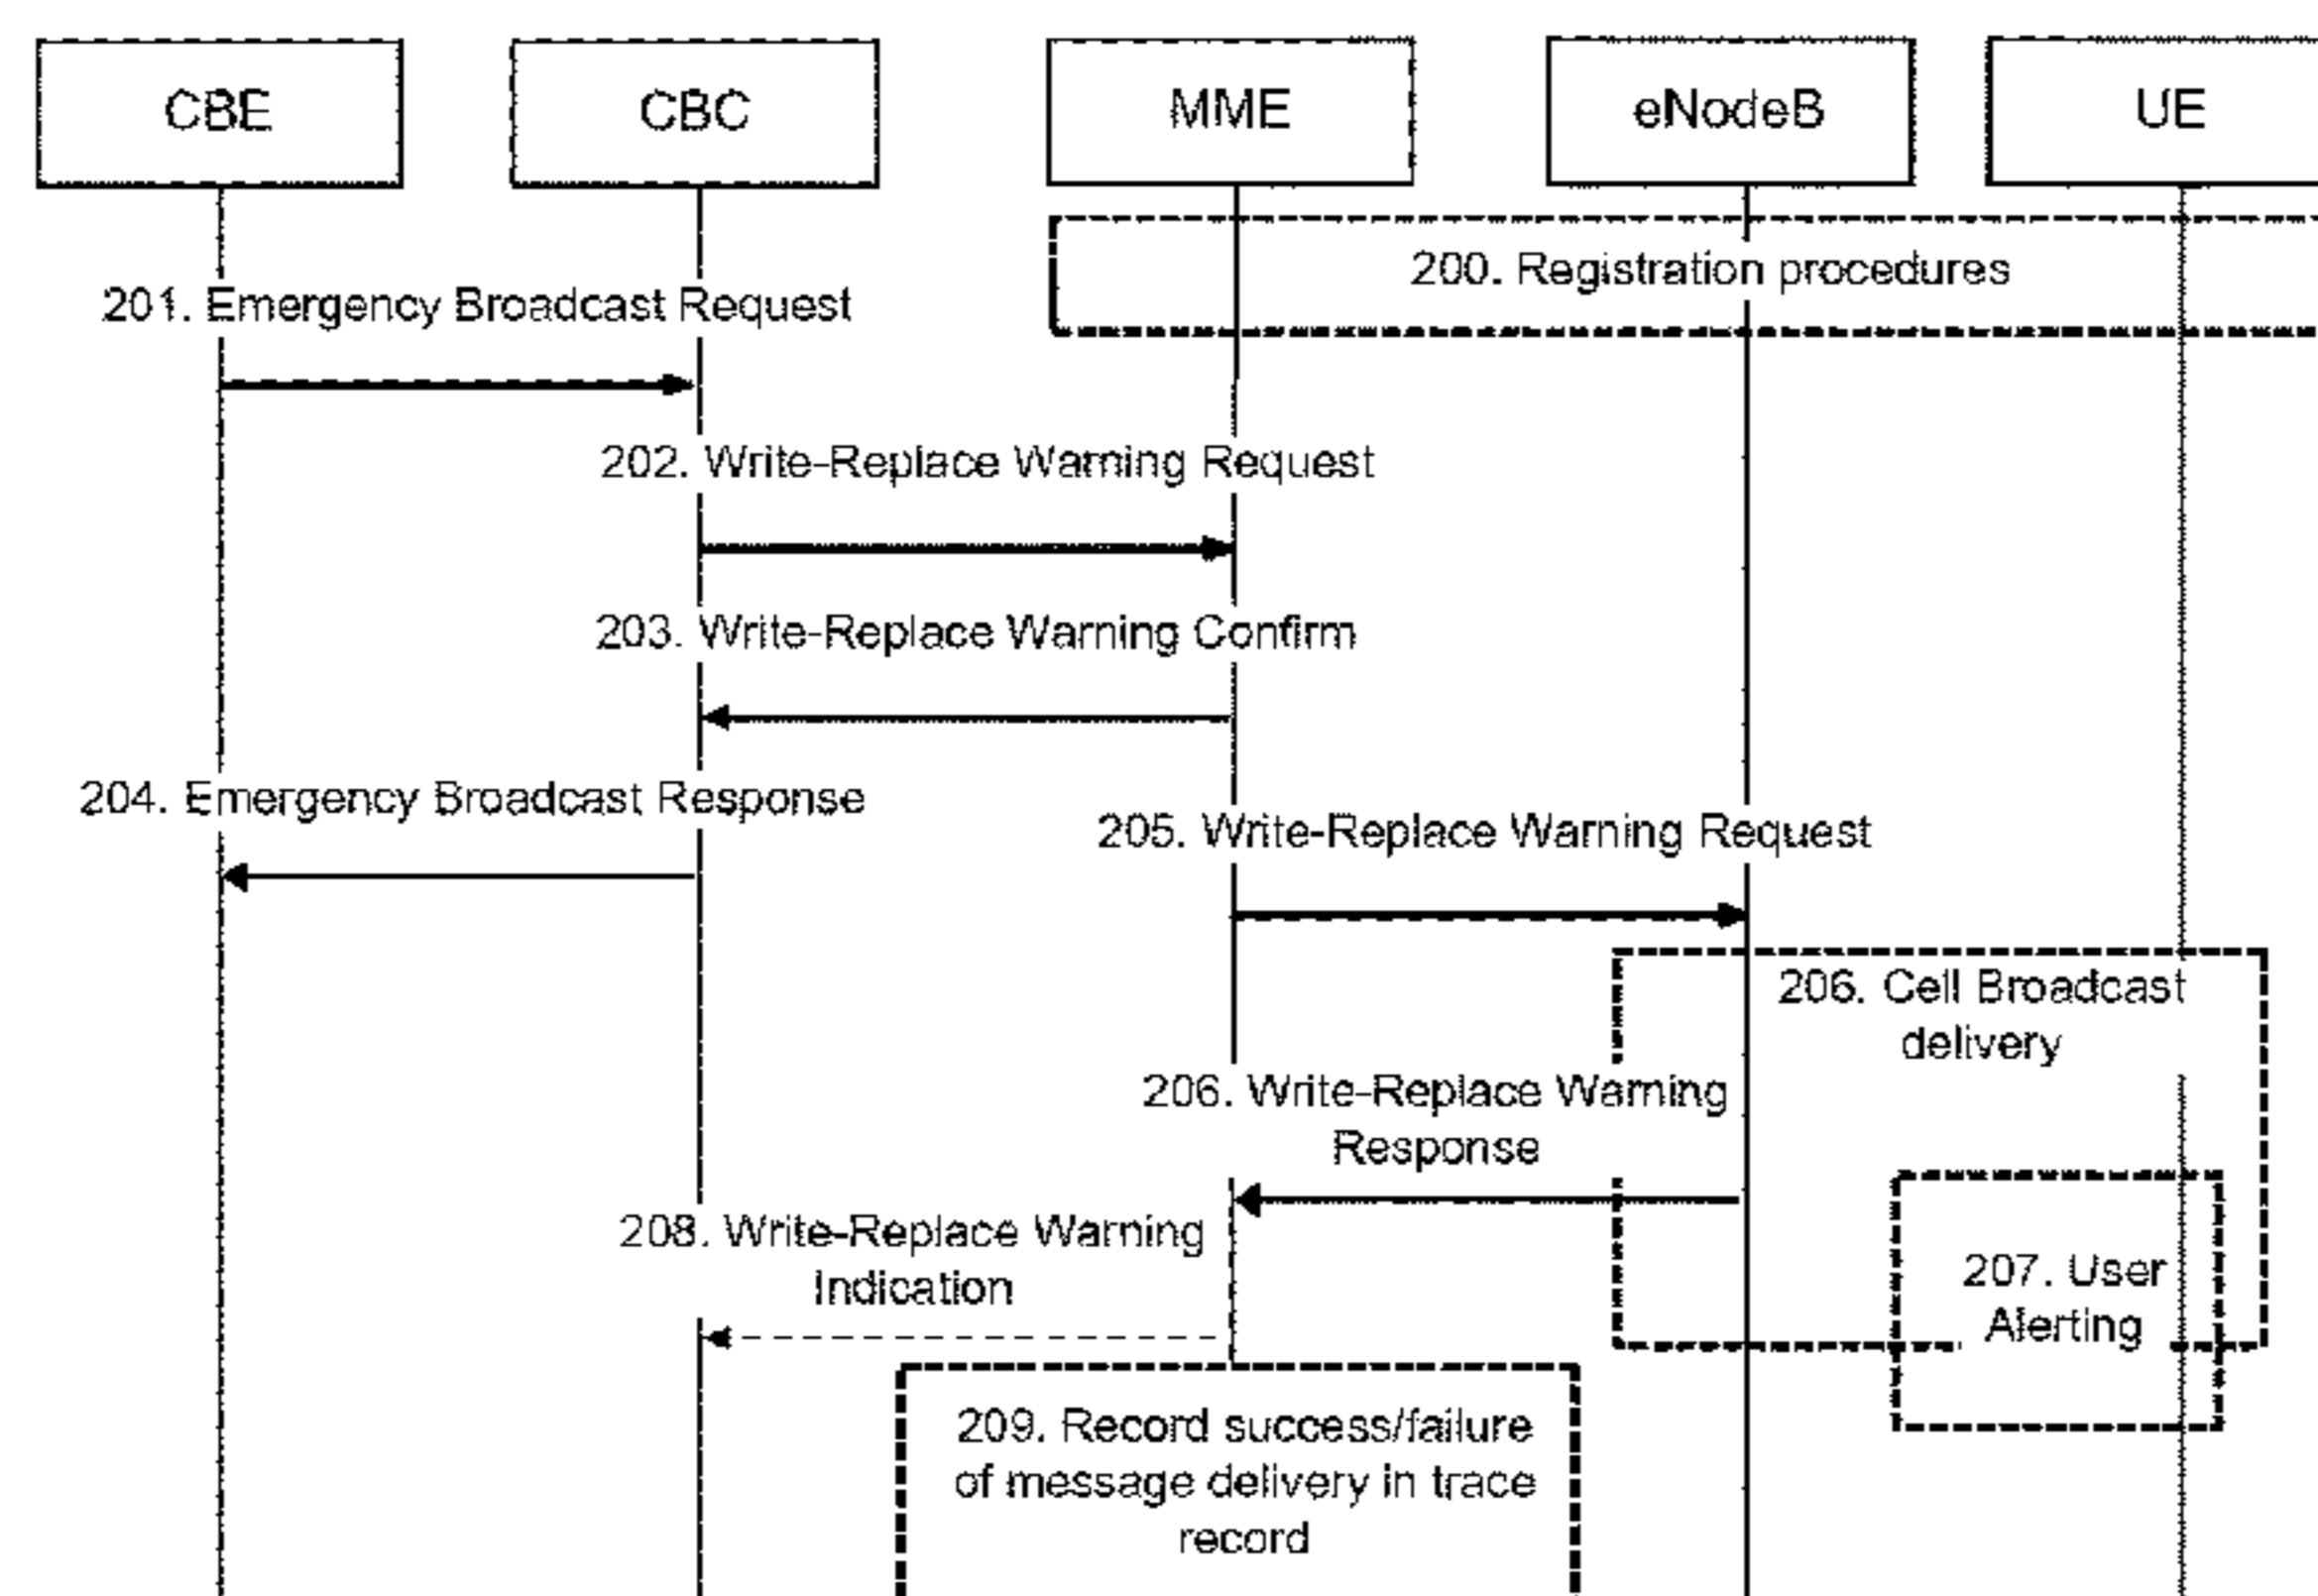 CBE
CBC
MME
eNodeB
UE
200. Registration procedures
201. Emergency Broadcast Request
202. Write-Replace Warning Request
203. Write-Replace Warning Confirm
204. Emergency Broadcast Response
205. Write-Replace Warning Request
206. Cell Broadcast
delivery
206. Write-Replace Warning
Response
208. Write-Replace Warning
Indication
207. User
Alerting
209. Record success/failure
of message delivery in trace
record